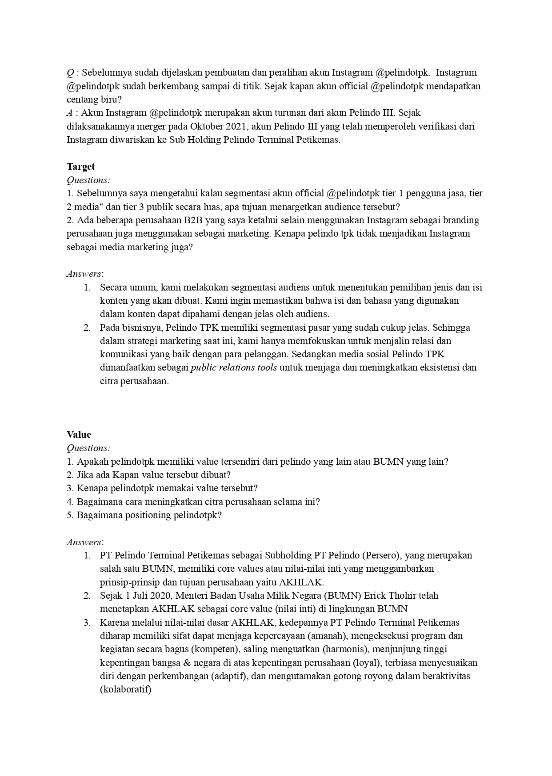 Q : Sebelumnya sudah dijelaskan pembuatan dan peralihan akun Instagram @pelindotpk. Instagram
@pelindotpk sudah berkembang sampai di titik. Sejak kapan akun official @pelindotpk mendapatkan
centang biru?
A : Akun Instagram @pelindotpk merupakan akun turunan dari akun Pelindo III. Sejak
dilaksanakannya merger pada Oktober 2021, akun Pelindo III yang telah memperoleh verifikasi dari
Instagram diwariskan ke Sub Holding Pelindo Terminal Petikemas.
Target
Questions:
1. Sebelumnya saya mengetahui kalau segmentasi akun official @pelindotpk tier 1 pengguna jasa, tier
2 media" dan tier 3 publik secara luas, apa tujuan menargetkan audience tersebut?
2. Ada beberapa perusahaan B2B yang saya ketahui selain menggunakan Instagram sebagai branding
perusahaan juga menggunakan sebagai marketing. Kenapa pelindo tpk tidak menjadikan Instagram
sebagai media marketing juga?
Answers:
1. Secara umum, kami melakukan segmentasi audiens untuk menentukan pemilihan jenis dan isi
konten yang akan dibuat. Kami ingin memastikan bahwa isi dan bahasa yang digunakan
dalam konten dapat dipahami dengan jelas oleh audiens.
2. Pada bisnisnya, Pelindo TPK memiliki segmentasi pasar yang sudah cukup jelas. Sehingga
dalam strategi marketing saat ini, kami hanya memfokuskan untuk menjalin relasi dan
komunikasi yang baik dengan para pelanggan. Sedangkan media sosial Pelindo TPK
dimanfaatkan sebagai public relations tools untuk menjaga dan meningkatkan eksistensi dan
citra perusahaan.
Value
Questions:
1. Apakah pelindotpk memiliki value tersendiri dari pelindo yang lain atau BUMN yang lain?
2. Jika ada Kapan value tersebut dibuat?
3. Kenapa pelindotpk memakai value tersebut?
4. Bagaimana cara meningkatkan citra perusahaan selama ini?
5. Bagaimana positioning pelindotpk?
Answers:
1. PT Pelindo Terminal Petikemas sebagai Subholding PT Pelindo (Persero), yang merupakan
salah satu BUMN, memiliki core values atau nilai-nilai inti yang menggambarkan
prinsip-prinsip dan tujuan perusahaan yaitu AKHLAK.
2. Sejak 1 Juli 2020, Menteri Badan Usaha Milik Negara (BUMN) Erick Thohir telah
menetapkan AKHLAK sebagai core value (nilai inti) di lingkungan BUMN
3. Karena melalui nilai-nilai dasar AKHLAK, kedepannya PT Pelindo Terminal Petikemas
diharap memiliki sifat dapat menjaga kepercayaan (amanah), mengeksekusi program dan
kegiatan secara bagus (kompeten), saling menguatkan (harmonis), menjunjung tinggi
kepentingan bangsa & negara di atas kepentingan perusahaan (loyal), terbiasa menyesuaikan
diri dengan perkembangan (adaptif), dan mengutamakan gotong royong dalam beraktivitas
(kolaboratif)